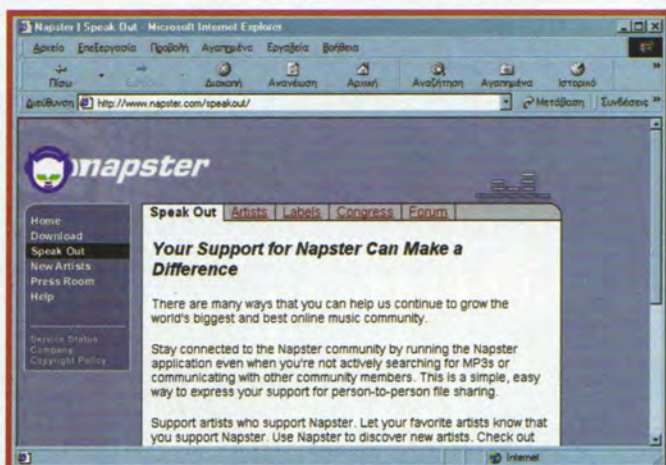 Napster | Speak Out - Microsoft Internet Explorer
Αρχείο Επεξεργασία Προβολή Αγαπημένα Εργαλεία Βοήθεια
Πίσω Διακοπή Ανανέωση Αρχική Αναζήτηση Αγαπημένα Ιστορικό »
Διεύθυνση http://www.napster.com/speakout/ Μετάβαση Συνδέσεις »
napster
Speak Out Artists Labels Congress Forum
Home
Download
Speak Out
New Artists
Press Room
Help
Service Status
Company
Copyright Policy
Your Support for Napster Can Make a
Difference
There are many ways that you can help us continue to grow the
world's biggest and best online music community.
Stay connected to the Napster community by running the Napster
application even when you're not actively searching for MP3s or
communicating with other community members. This is a simple, easy
way to express your support for person-to-person file sharing.
Support artists who support Napster. Let your favorite artists know that
you support Napster. Use Napster to discover new artists. Check out
Internet